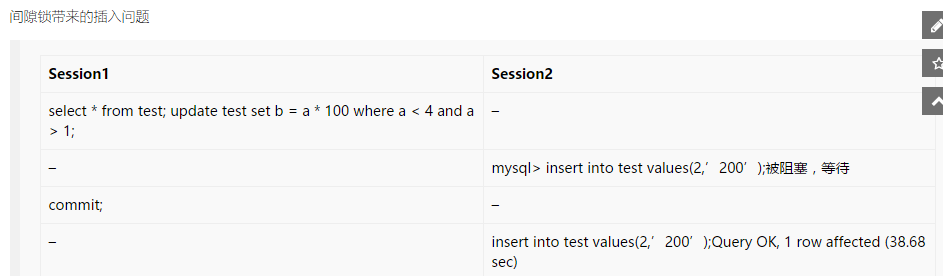 间隙锁带来的插入问题
Session1
Session2
select * from test; update test set b = a * 100 where a < 4 and a
> 1;
–
–
mysql> insert into test values(2,’200′);被阻塞，等待
commit;
–
–
insert into test values(2,’200′);Query OK, 1 row affected (38.68
sec)